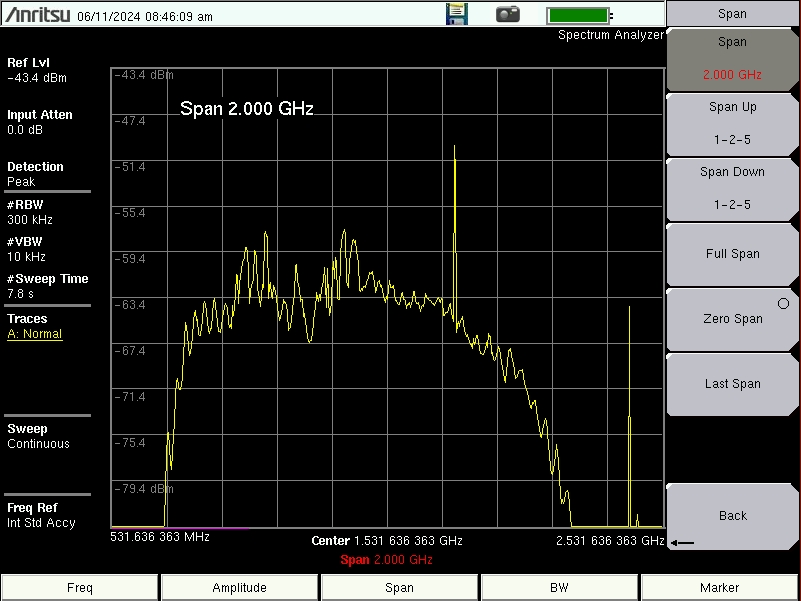 Anritsu 06/11/2024 08:46:09 am
Spectrum Analyzer
Ref Lvl
-43.4 dBm
Input Atten
0.0 dB
Detection
Peak
#RBW
300 kHz
#VBW
10 kHz
#Sweep Time
7.8 s
Traces
A: Normal
Sweep
Continuous
Freq Ref
Int Std Accy
-43.4 dBm
Span 2.000 GHz
-47.4
-51.4
-55.4
-59.4
-63.4
-67.4
-71.4
-75.4
-79.4 dBm
531.636 363 MHz
Center 1.531 636 363 GHz
2.531 636 363 GHz
Span 2.000 GHz
Span
Span
2.000 GHz
Span Up
1-2-5
Span Down
1-2-5
Full Span
Zero Span
Last Span
Back
Freq
Amplitude
Span
BW
Marker